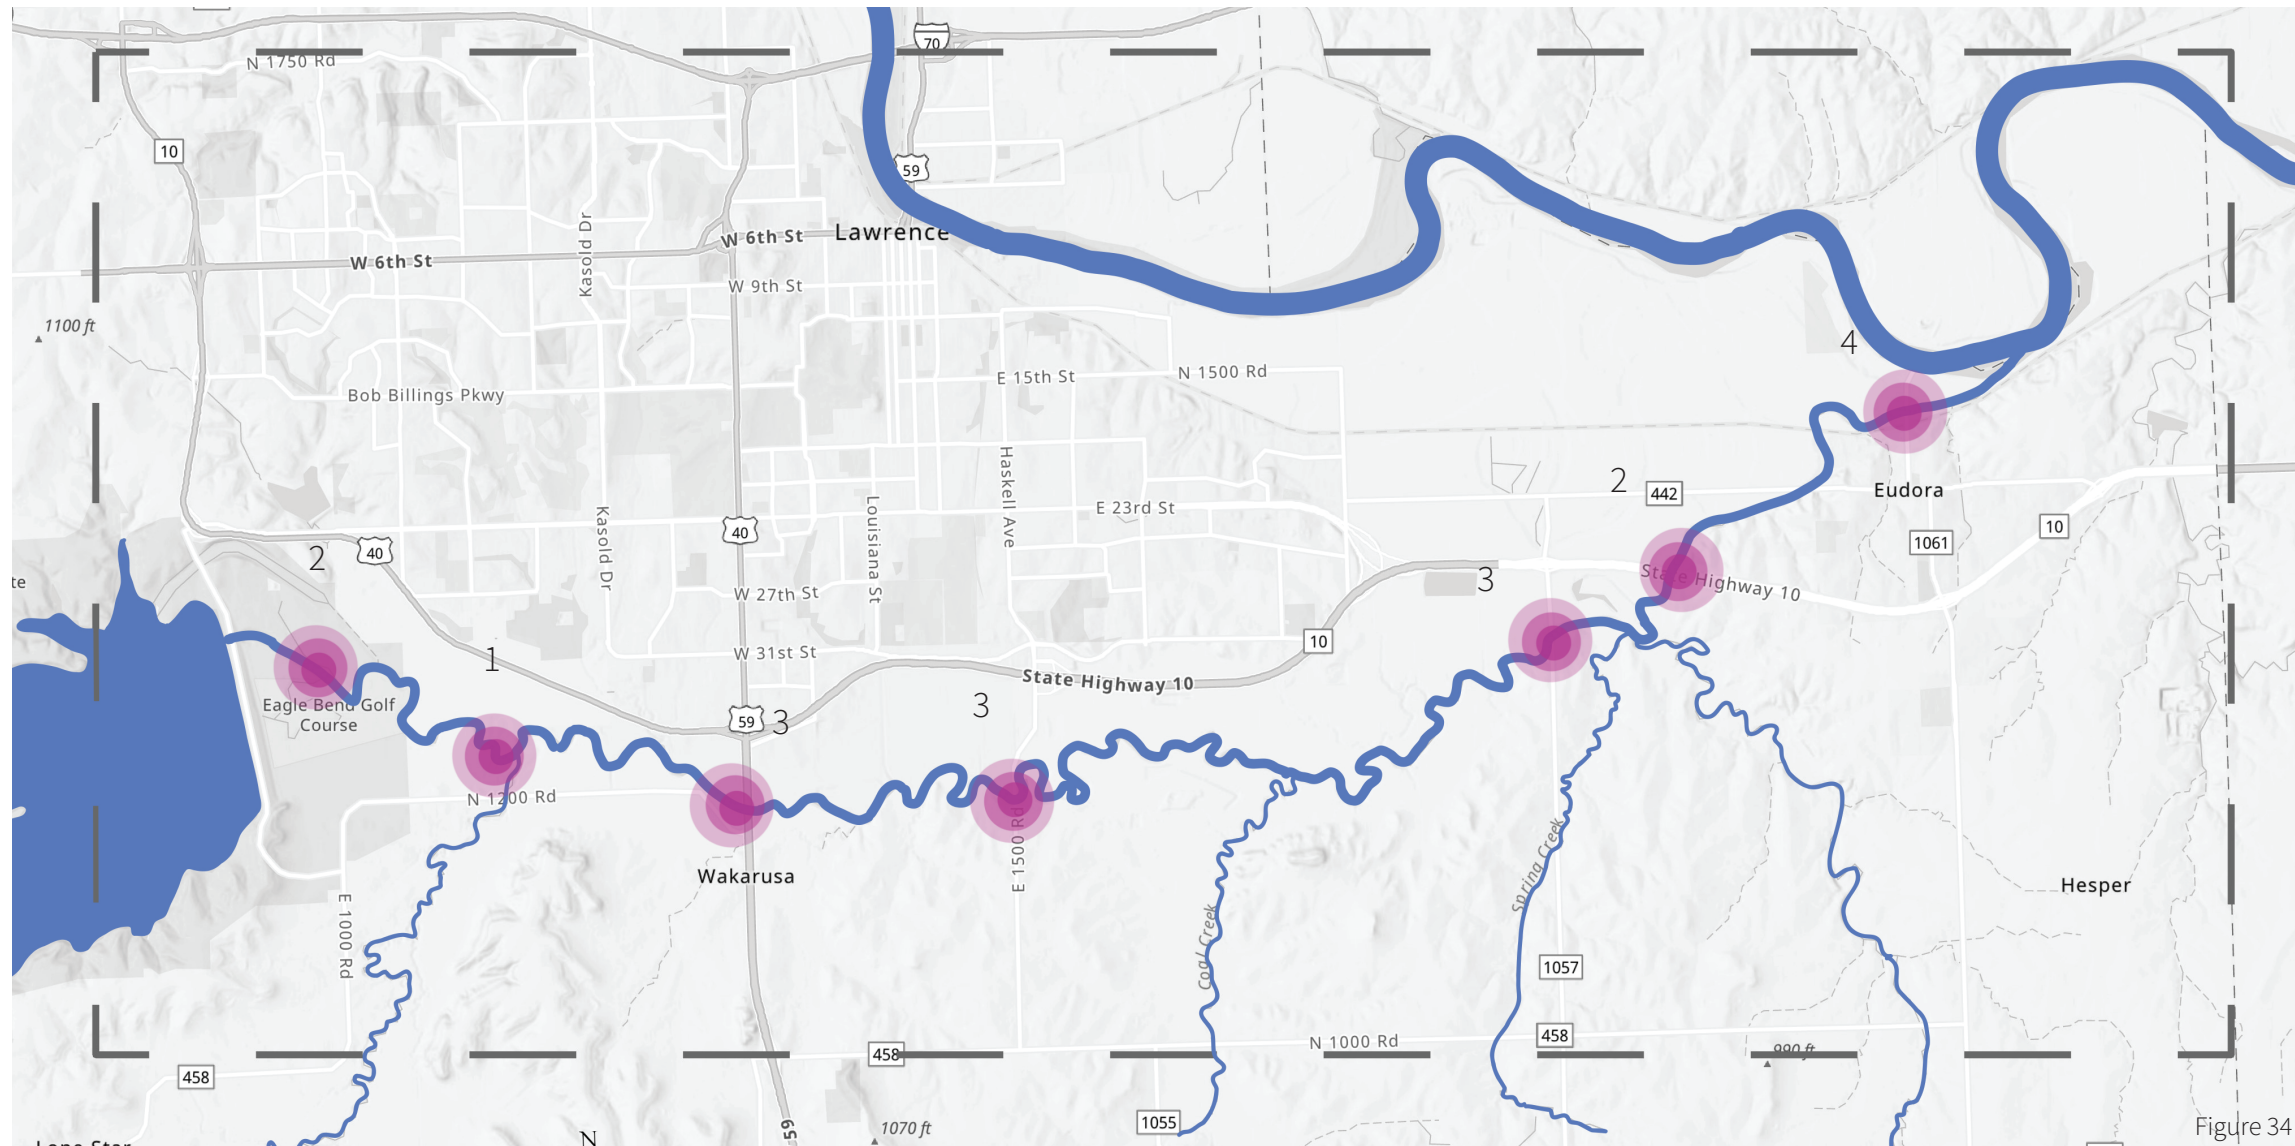 70
N 1750 Rd
10
59
Kasold Dr
W 6th St
Lawrence
W 6th St
W 9th St
1100 ft
4
E 15th St
N 1500 Rd
Bob Billings Pkwy
Haskell Ave
2
442
Eudora
Louisiana St
E 23rd St
Kasold Dr
40
10
1061
2
40
te
3
State Highway 10
W 27th St
10
W 31st St
1
State Highway 10
Eagle Bend Golf
Course
3
59
3
N 1200 Rd
E 1500 Rd
Wakarusa
Spring Creek
Hesper
E 1000 Rd
Coal Creek
1057
458
N 1000 Rd
458
990 ft
458
59
1070 ft
1055
N
Figure 34